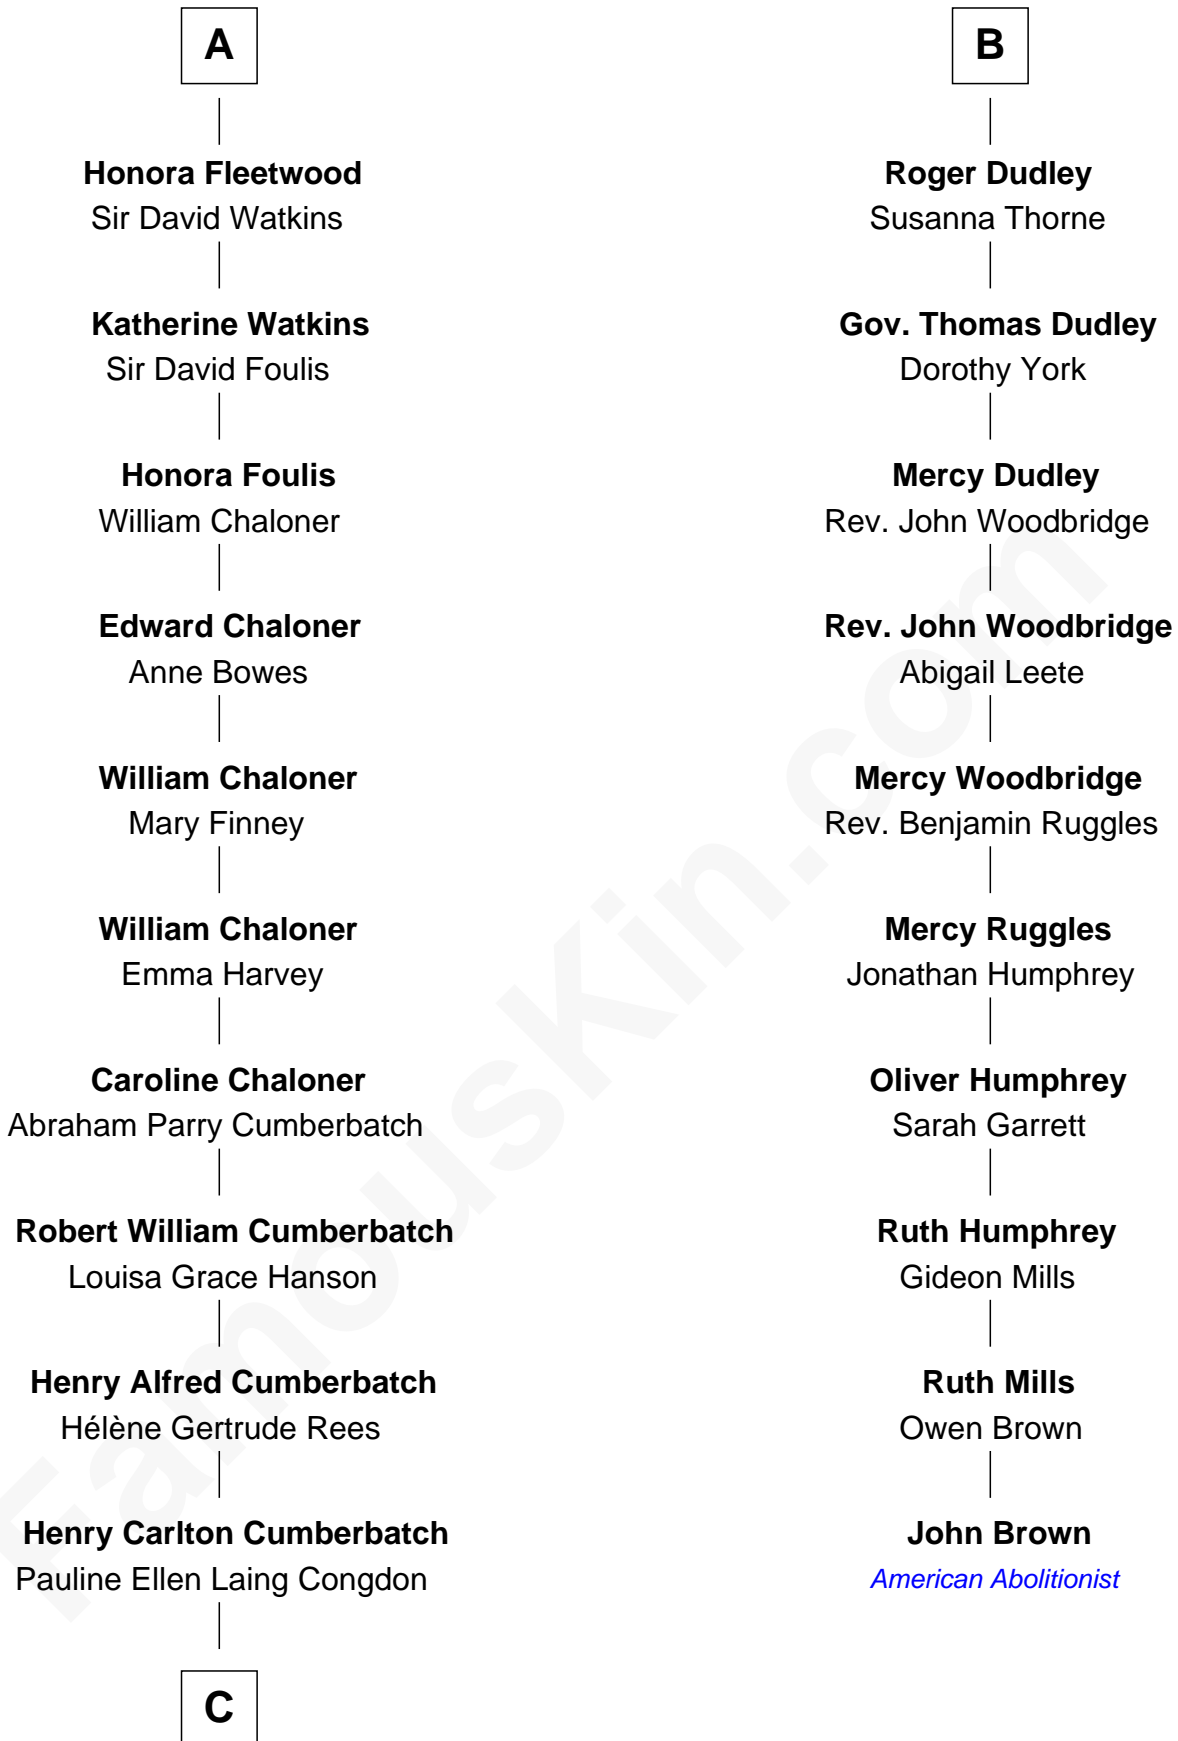 A
Honora Fleetwood
Sir David Watkins
Katherine Watkins
Sir David Foulis
Honora Foulis
William Chaloner
Edward Chaloner
Anne Bowes
William Chaloner
Mary Finney
William Chaloner
Emma Harvey
Caroline Chaloner
Abraham Parry Cumberbatch
Robert William Cumberbatch
Louisa Grace Hanson
Henry Alfred Cumberbatch
Hélène Gertrude Rees
Henry Carlton Cumberbatch
Pauline Ellen Laing Congdon
C
B
Roger Dudley
Susanna Thorne
Gov. Thomas Dudley
Dorothy York
Mercy Dudley
Rev. John Woodbridge
Rev. John Woodbridge
Abigail Leete
Mercy Woodbridge
Rev. Benjamin Ruggles
Mercy Ruggles
Jonathan Humphrey
Oliver Humphrey
Sarah Garrett
Ruth Humphrey
Gideon Mills
Ruth Mills
Owen Brown
John Brown
American Abolitionist
FamousKin.com